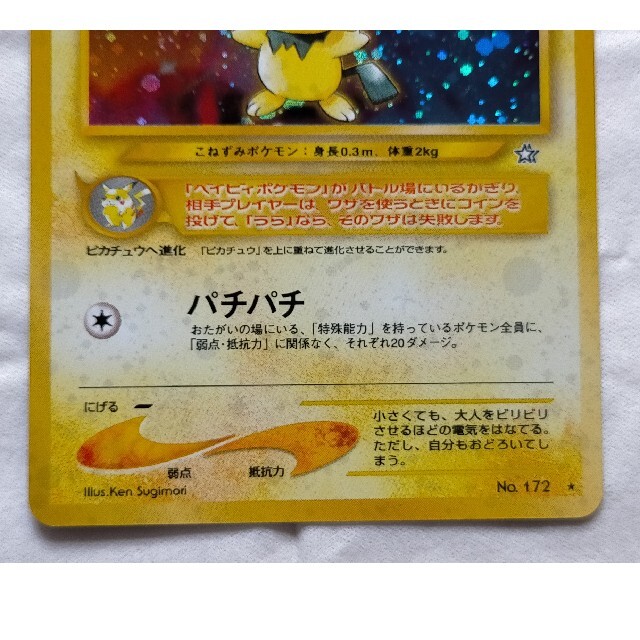 こねずみポケモン：身長0.3m、体重2kg
「ベイビィポケモン」がバトル場にいるかぎり、
相手プレイヤーは、ワザを使うときにコインを
投げて、「うら」なら、そのワザは失敗します。
ピカチュウへ進化 「ピカチュウ」を上に重ねて進化させることができます。
パチパチ
おたがいの場にいる、「特殊能力」を持っているポケモン全員に、
「弱点・抵抗力」に関係なく、それぞれ20ダメージ。
にげる
弱点 抵抗力
小さくても、大人をビリビリ
させるほどの電気をはなてる。
ただし、自分もおどろいてし
まう。
Illus.Ken Sugimori
No. 172 ★